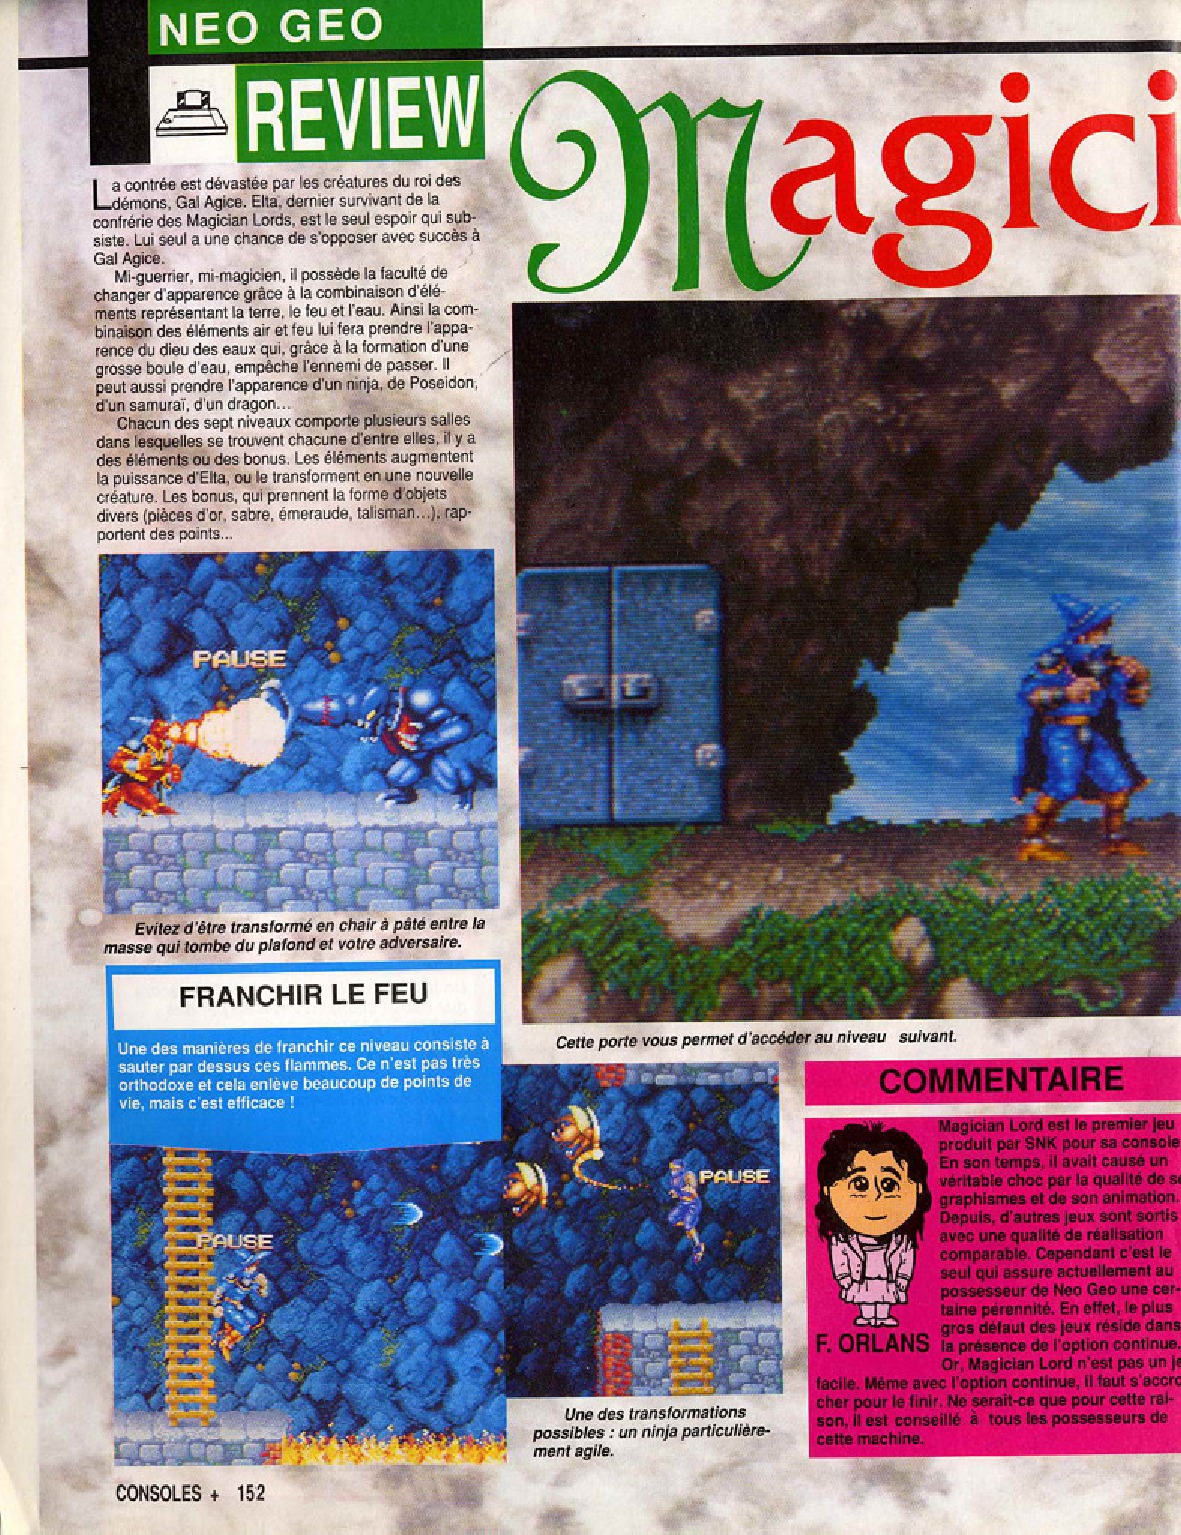 NEO GEO
REVIEW
Magici
La contrée est dévastée par les créatures du roi des
démons, Gal Agice. Elta, dernier survivant de la
confrérie des Magician Lords, est le seul espoir qui sub-
siste. Lui seul a une chance de s'opposer avec succès à
Gal Agice.
Mi-guerrier, mi-magicien, il possède la faculté de
changer d'apparence grâce à la combinaison d'élé-
ments représentant la terre, le feu et l'eau. Ainsi la com-
binaison des éléments air et feu lui fera prendre l'appa-
rence du dieu des eaux qui, grâce à la formation d'une
grosse boule d'eau, empêche l'ennemi de passer. Il
peut aussi prendre l'apparence d'un ninja, de Poseidon,
d'un samuraï, d'un dragon...
Chacun des sept niveaux comporte plusieurs salles
dans lesquelles se trouvent chacune d'entre elles, il y a
des éléments ou des bonus. Les éléments augmentent
la puissance d'Elta, ou le transforment en une nouvelle
créature. Les bonus, qui prennent la forme d'objets
divers (pièces d'or, sabre, émeraude, talisman...), rap-
portent des points...
PAUSE
Evitez d'être transformé en chair à pâté entre la
masse qui tombe du plafond et votre adversaire.
FRANCHIR LE FEU
Une des manières de franchir ce niveau consiste à
sauter par dessus ces flammes. Ce n'est pas très
orthodoxe et cela enlève beaucoup de points de
vie, mais c'est efficace !
PAUSE
PAUSE
Une des transformations
possibles : un ninja particulière-
ment agile.
Cette porte vous permet d'accéder au niveau suivant.
COMMENTAIRE
Magician Lord est le premier jeu
produit par SNK pour sa console
En son temps, il avait causé un
véritable choc par la qualité de se
graphismes et de son animation.
Depuis, d'autres jeux sont sortis
avec une qualité de réalisation
comparable. Cependant c'est le
seul qui assure actuellement au
possesseur de Neo Geo une cer-
taine pérennité. En effet, le plus
gros défaut des jeux réside dans
la présence de l'option continue.
Or, Magician Lord n'est pas un je
facile. Même avec l'option continue, il faut s'accro
cher pour le finir. Ne serait-ce que pour cette rai-
son, il est conseillé à tous les possesseurs de
cette machine.
F. ORLANS
CONSOLES + 152